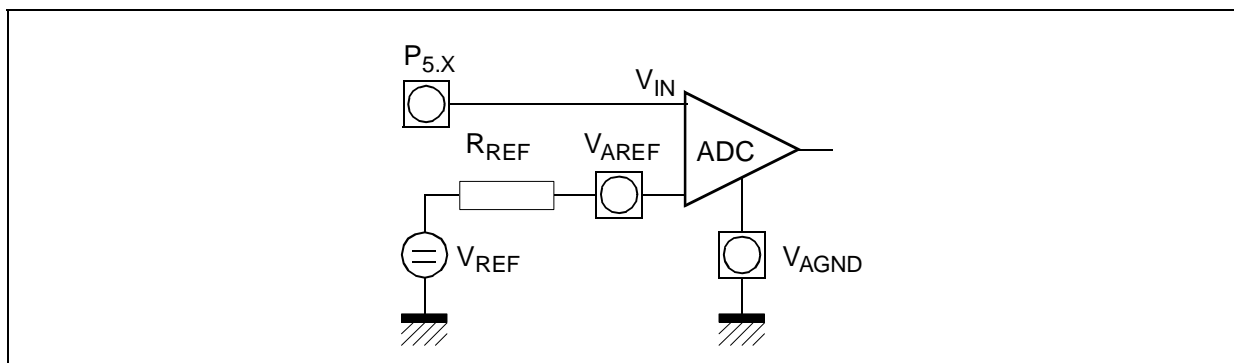 P5.X
VIN
RREF
VAREF
ADC
VREF
VAGND